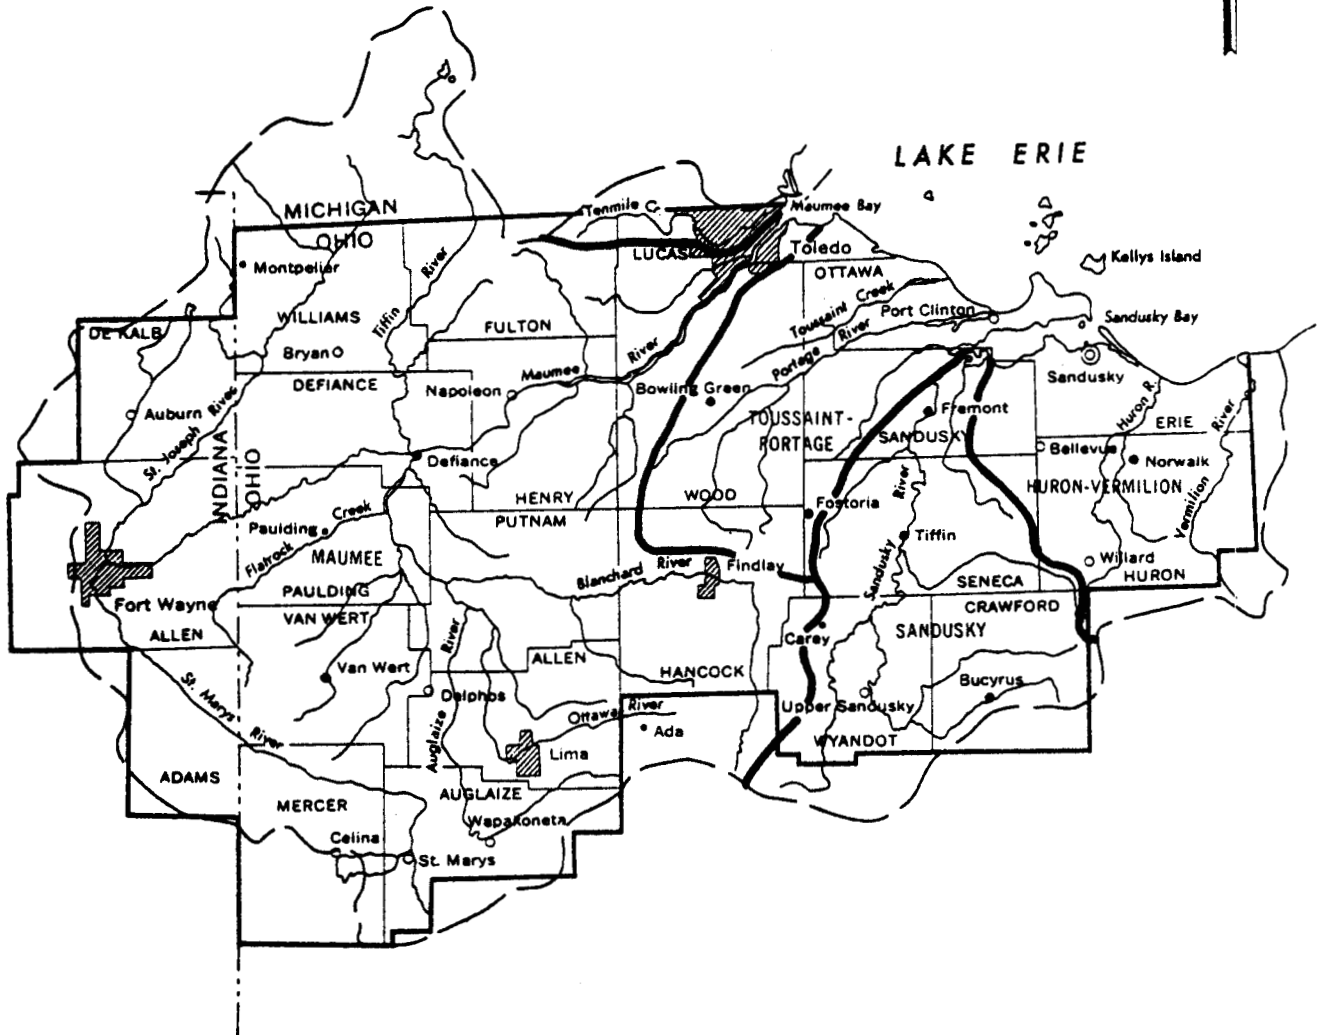 LAKE ERIE
MICHIGAN
OHIO
Tenmile C.
Maumee Bay
Toledo
LUCAS
OTTAWA
Kellys Island
Montpelier
Tiffin River
WILLIAMS
FULTON
Toussaint Creek
Port Clinton
Sandusky Bay
DE KALB
Bryan
DEFIANCE
Maumee River
Portage River
Napoleon
Bowling Green
Sandusky
Auburn
St. Joseph River
TOUSSAINT-
PORTAGE
Fremont
SANDUSKY
Huron R.
ERIE
Vermilion River
INDIANA
OHIO
Defiance
Bellevue
Norwalk
HENRY
WOOD
HURON-VERMILION
PUTNAM
Fostoria
Sandusky River
Paulding
Flatrock Creek
MAUMEE
Tiffin
Willard
HURON
Blanchard River
Findlay
SENECA
PAULDING
Fort Wayne
VAN WERT
CRAWFORD
ALLEN
SANDUSKY
Carey
Van Wert
ALLEN
HANCOCK
Delphos
St. Marys River
Auglaize River
Ottawa River
Upper Sandusky
Bucyrus
Ada
Lima
WYANDOT
ADAMS
MERCER
AUGLAIZE
Wapakoneta
Celina
St. Marys